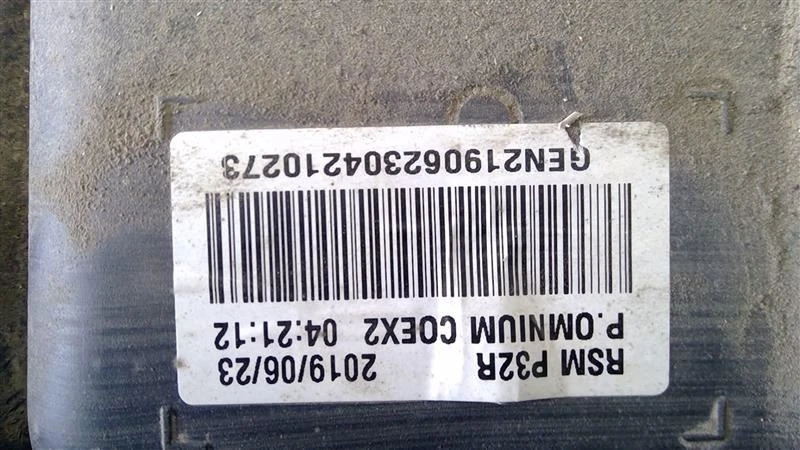 RSM P32R 2019/06/23
P.OMNIUM COEX2 04:21:12
GEN219062304210273